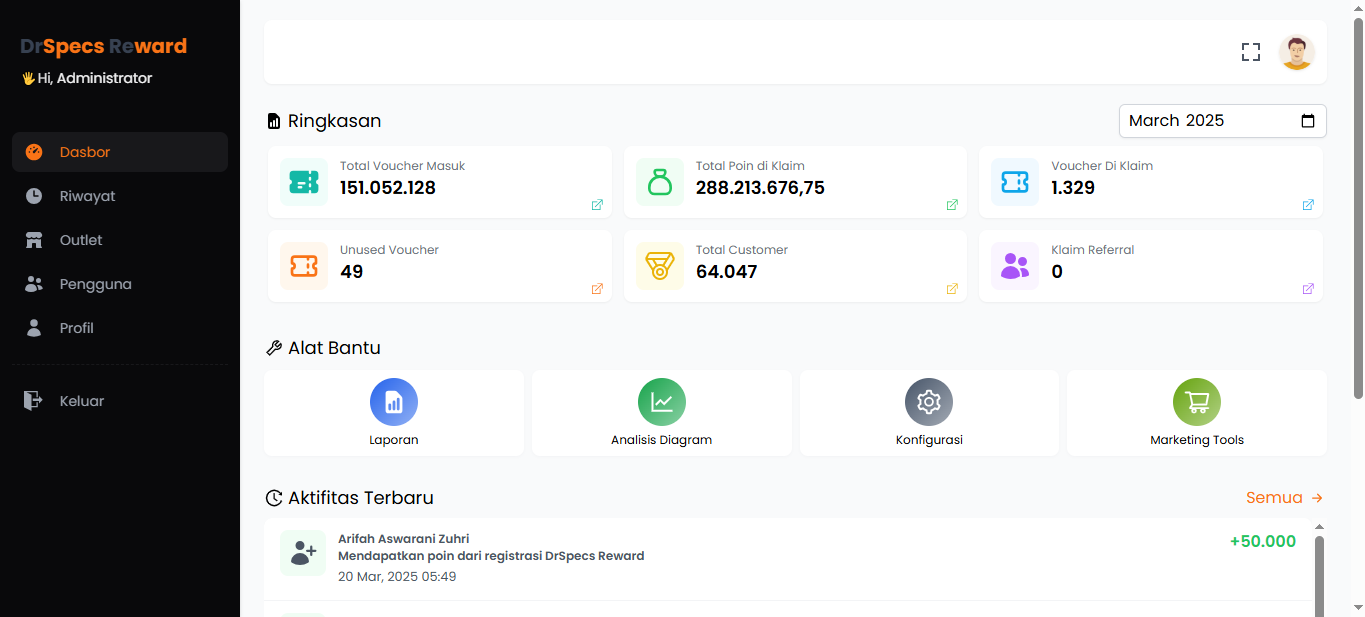 DrSpecs Reward
🖐 Hi, Administrator
Dasbor
Riwayat
Outlet
Pengguna
Profil
Keluar
Ringkasan
March 2025
Total Voucher Masuk
151.052.128
Total Poin di Klaim
288.213.676,75
Voucher Di Klaim
1.329
Unused Voucher
49
Total Customer
64.047
Klaim Referral
0
Alat Bantu
Laporan
Analisis Diagram
Konfigurasi
Marketing Tools
Aktifitas Terbaru
Semua →
Arifah Aswarani Zuhri
Mendapatkan poin dari registrasi DrSpecs Reward
20 Mar, 2025 05:49
+50.000